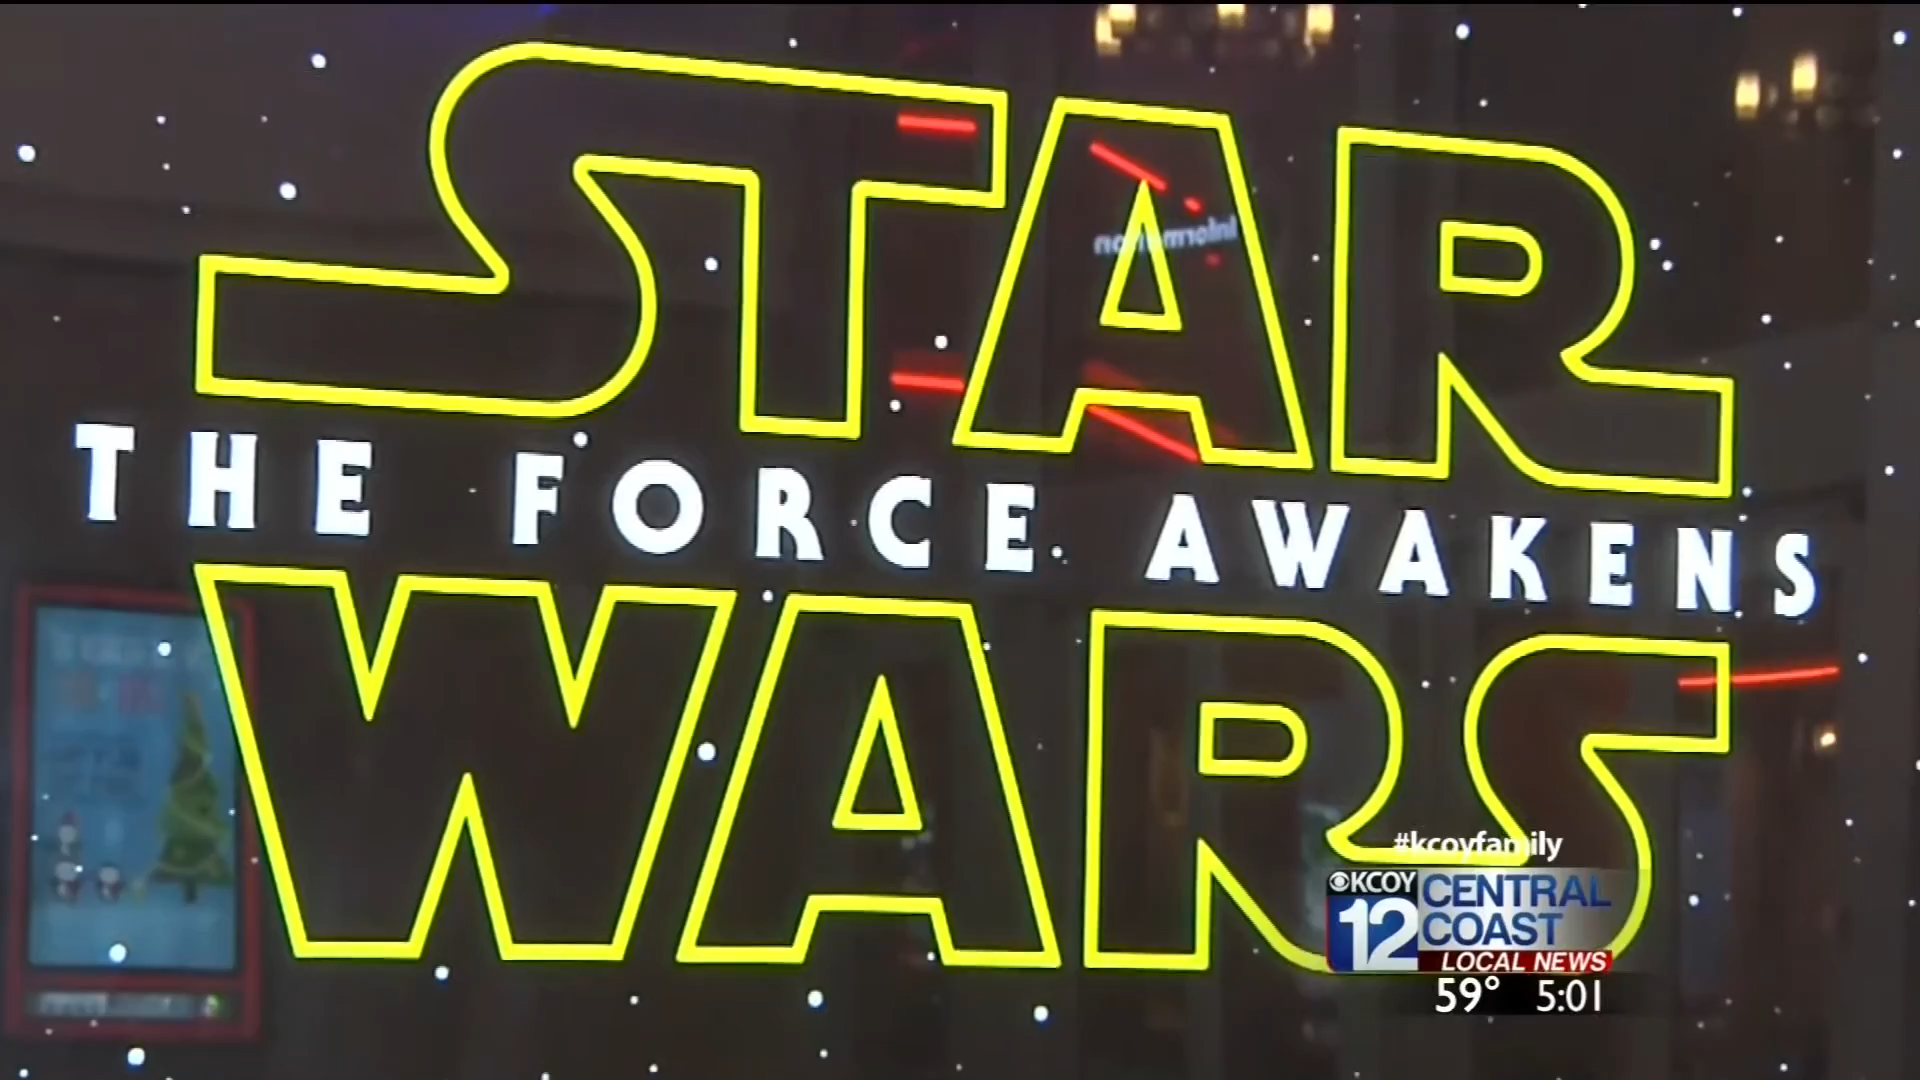 STAR
THE FORCE AWAKENS
WARS
#kcoyfamily
KCOY
12
CENTRAL
COAST
LOCAL NEWS
59° 5:01